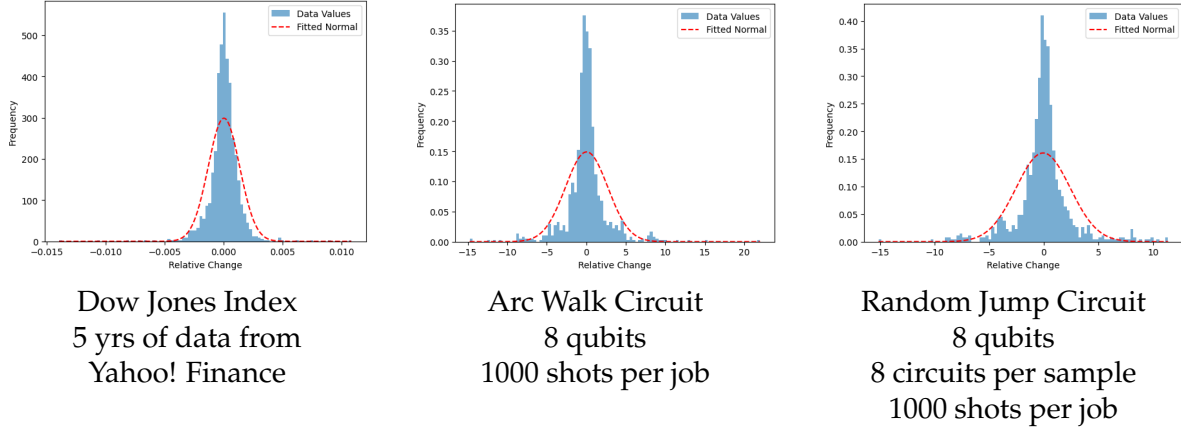 Data Values
Fitted Normal
500
400
300
200
100
0
Frequency
−0.015
−0.010
−0.005
0.000
0.005
0.010
Relative Change
Dow Jones Index
5 yrs of data from
Yahoo! Finance
Data Values
Fitted Normal
0.35
0.30
0.25
0.20
0.15
0.10
0.05
0.00
Frequency
−15
−10
−5
0
5
10
15
20
Relative Change
Arc Walk Circuit
8 qubits
1000 shots per job
Data Values
Fitted Normal
0.40
0.35
0.30
0.25
0.20
0.15
0.10
0.05
0.00
Frequency
−15
−10
−5
0
5
10
Relative Change
Random Jump Circuit
8 qubits
8 circuits per sample
1000 shots per job